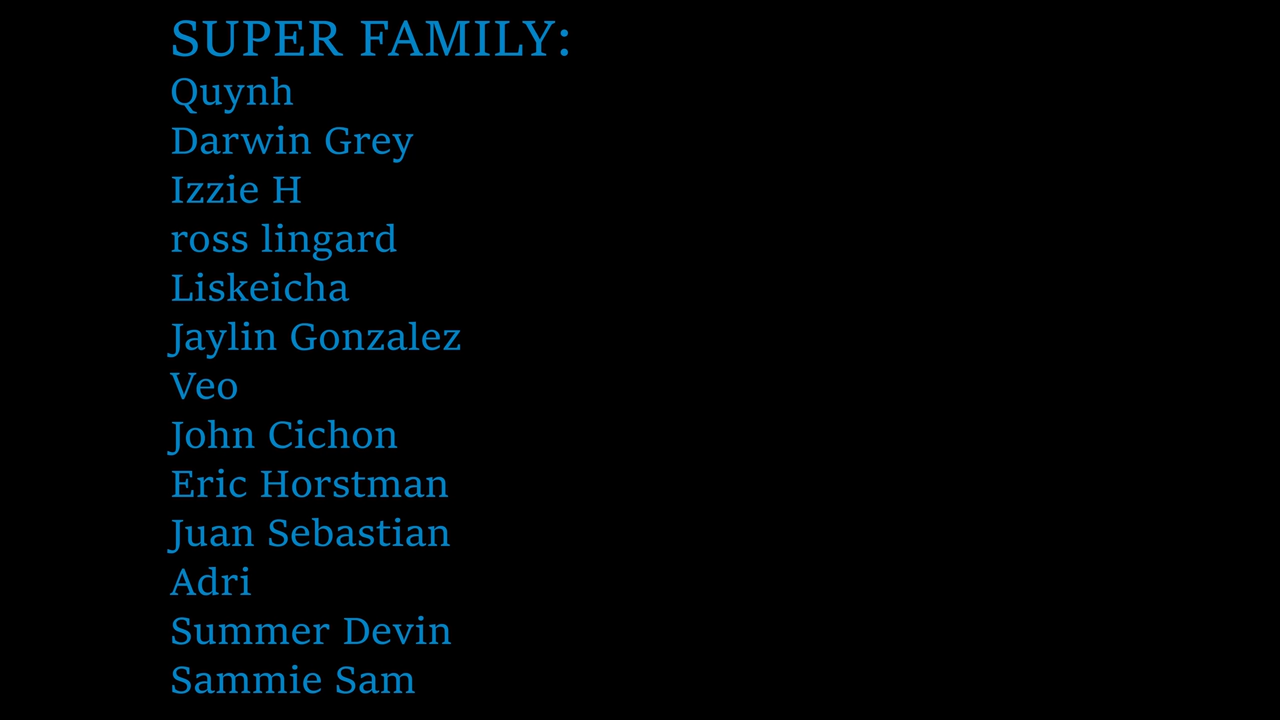 SUPER FAMILY:
Quynh
Darwin Grey
Izzie H
ross lingard
Liskeicha
Jaylin Gonzalez
Veo
John Cichon
Eric Horstman
Juan Sebastian
Adri
Summer Devin
Sammie Sam